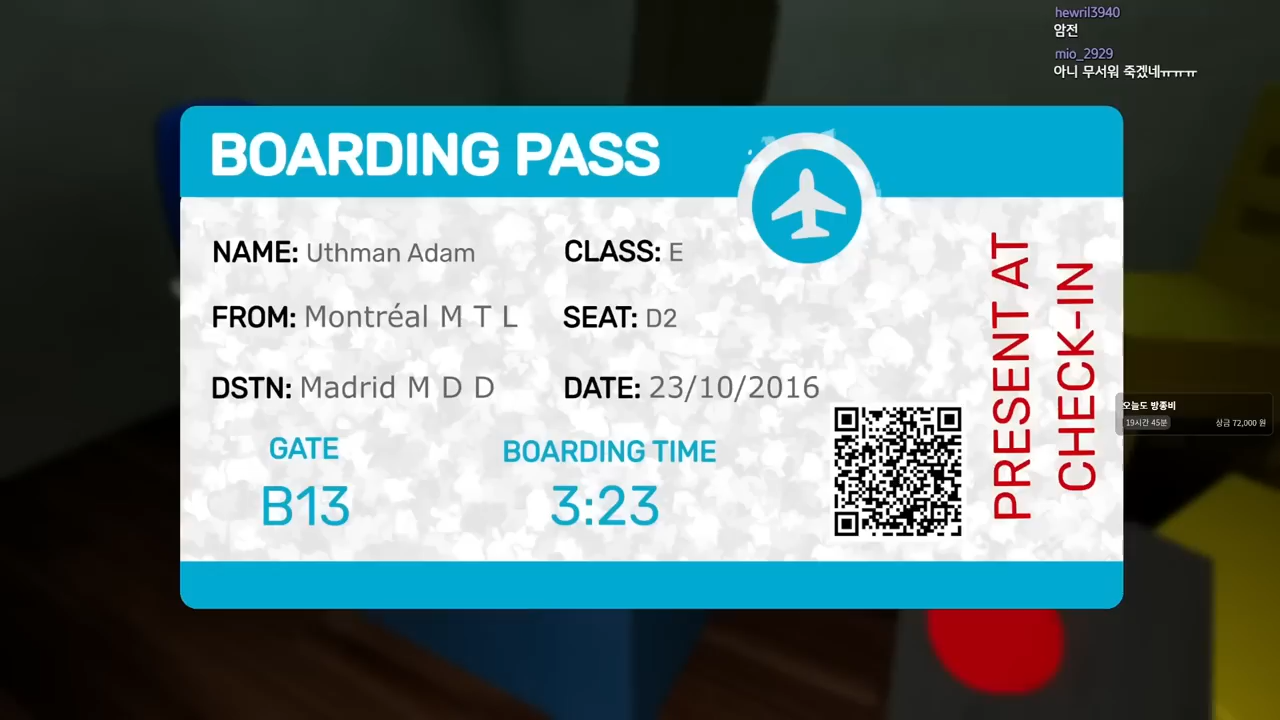 hewril3940
암전
mio_2929
아니 무서워 죽겠네ㅠㅠㅠ
BOARDING PASS
NAME: Uthman Adam
CLASS: E
FROM: Montréal M T L
SEAT: D2
DSTN: Madrid M D D
DATE: 23/10/2016
GATE
BOARDING TIME
B13
3:23
PRESENT AT
CHECK-IN
오늘도 방종비
19시간 45분
상금 72,000 원